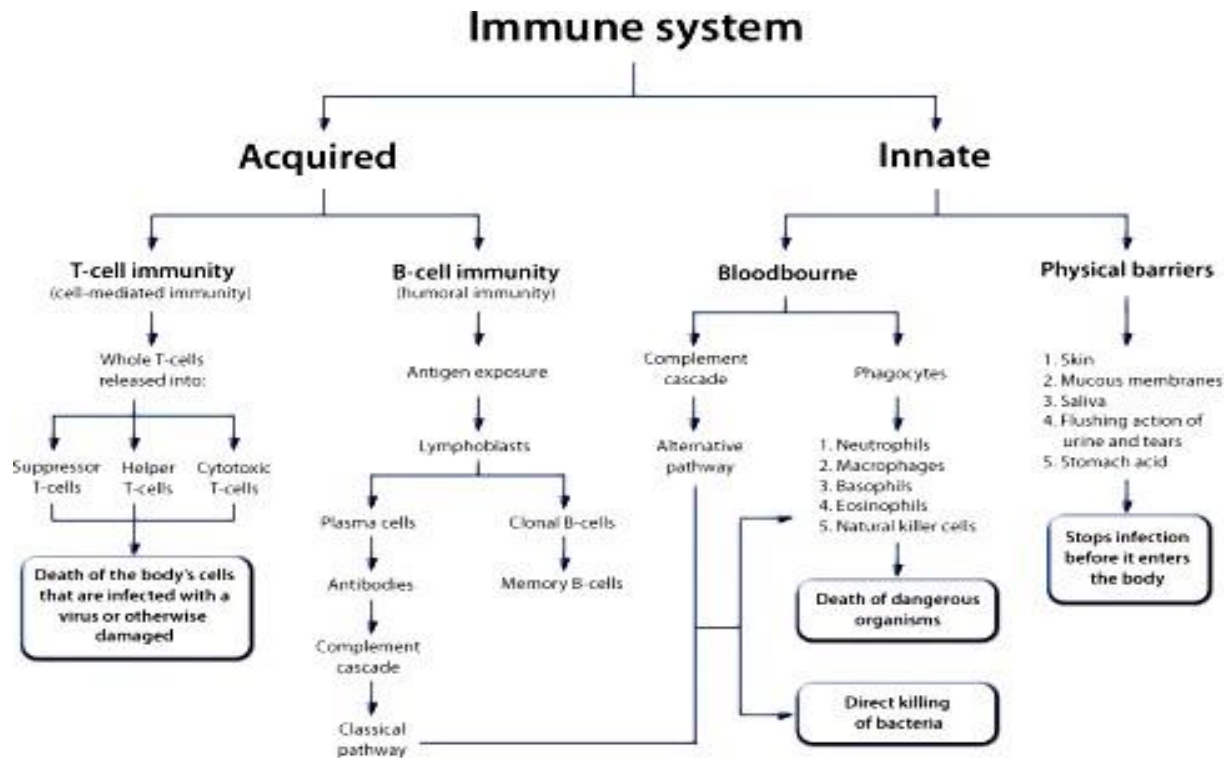 Immune system
Acquired
Innate
T-cell immunity
(cell-mediated immunity)
B-cell immunity
(humoral immunity)
Bloodbourne
Physical barriers
Whole T-cells
released into:
Antigen exposure
Complement
cascade
Phagocytes
1. Skin
2. Mucous membranes
3. Saliva
4. Flushing action of
urine and tears
5. Stomach acid
Suppressor
T-cells
Helper
T-cells
Cytotoxic
T-cells
Lymphoblasts
Alternative
pathway
1. Neutrophils
2. Macrophages
3. Basophils
4. Eosinophils
5. Natural killer cells
Plasma cells
Clonal B-cells
Stops infection
before it enters
the body
Death of the body's cells
that are infected with a
virus or otherwise
damaged
Antibodies
Memory B-cells
Death of dangerous
organisms
Complement
cascade
Direct killing
of bacteria
Classical
pathway